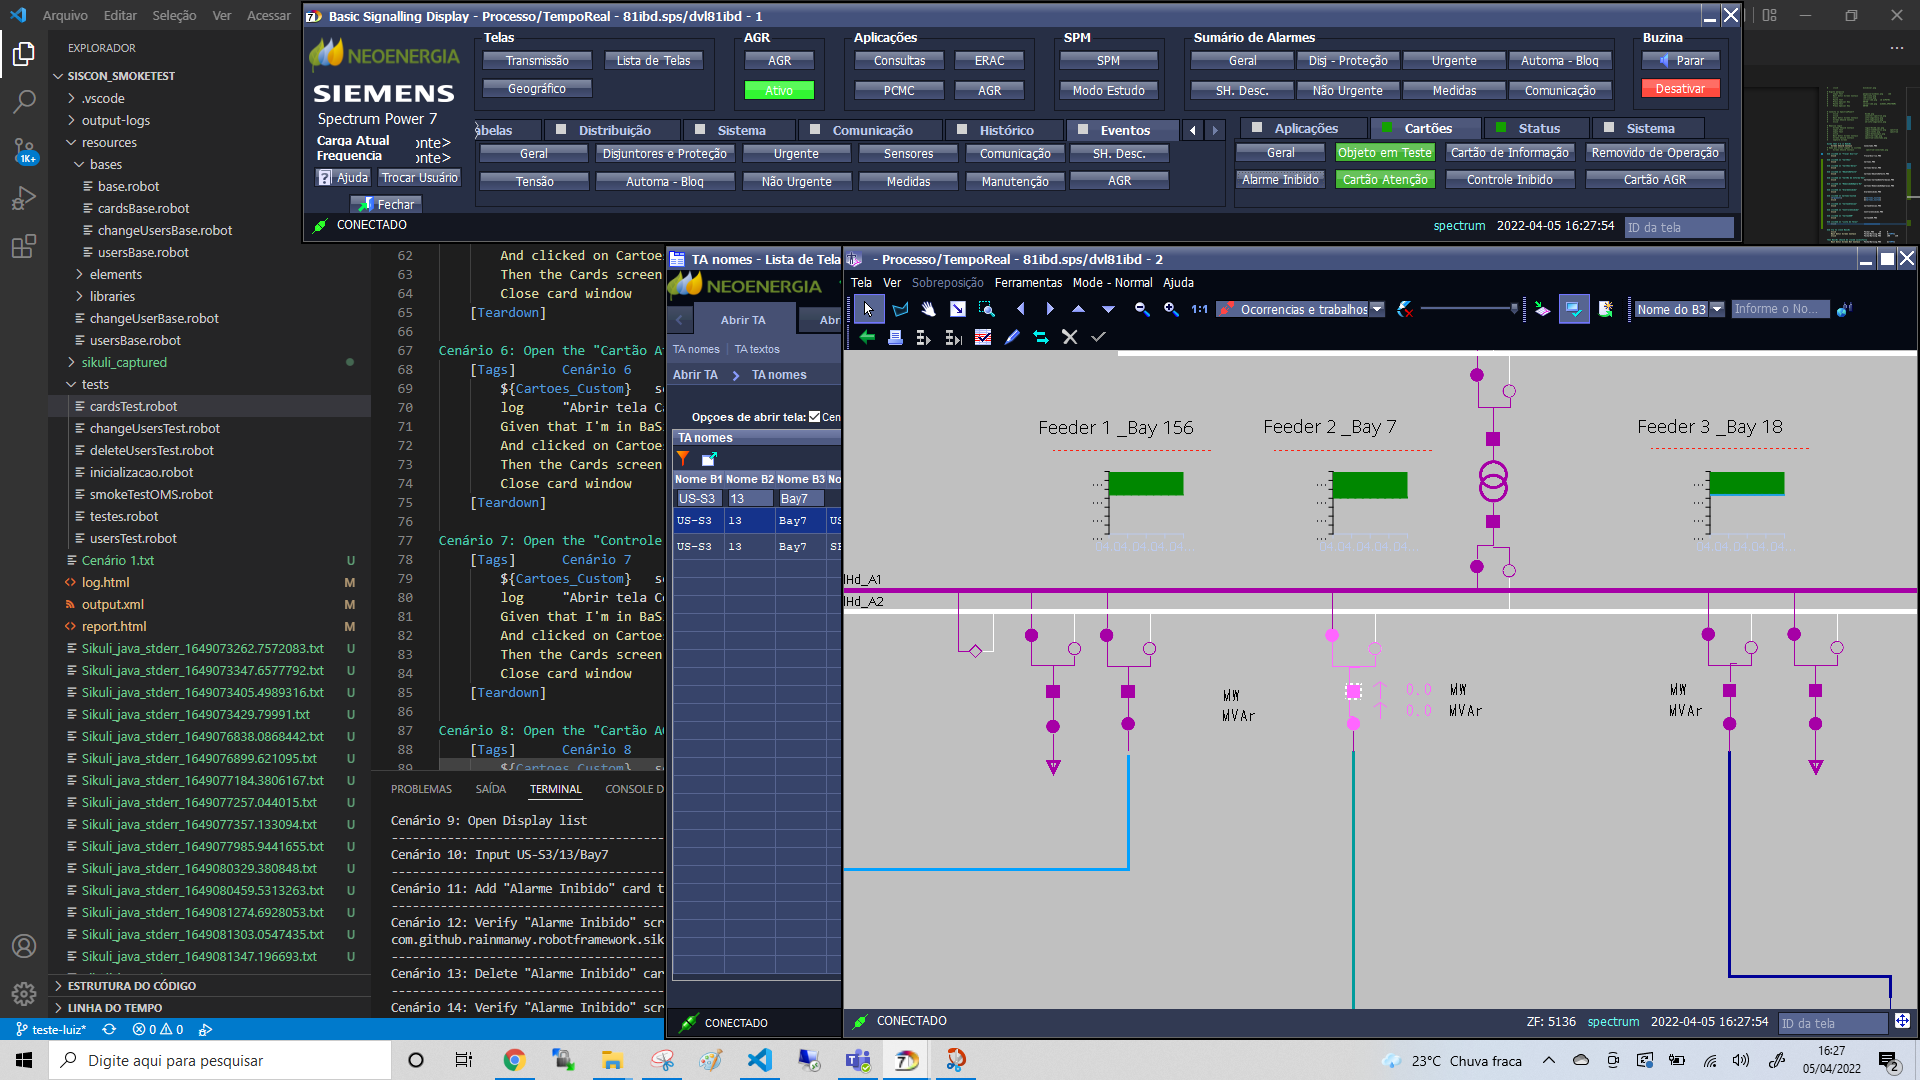 Arquivo Editar Seleção Ver Acessar
EXPLORADOR
SISCON_SMOKETEST
.vscode
output-logs
resources
bases
base.robot
cardsBase.robot
changeUsersBase.robot
usersBase.robot
elements
libraries
changeUserBase.robot
usersBase.robot
sikuli_captured
tests
cardsTest.robot
changeUsersTest.robot
deleteUsersTest.robot
inicializacao.robot
smokeTestOMS.robot
testes.robot
usersTest.robot
Cenário 1.txt U
log.html M
output.xml M
report.html M
Sikuli_java_stderr_1649073262.7572083.txt U
Sikuli_java_stderr_1649073347.6577792.txt U
Sikuli_java_stderr_1649073405.4989316.txt U
Sikuli_java_stderr_1649073429.79991.txt U
Sikuli_java_stderr_1649076838.0868442.txt U
Sikuli_java_stderr_1649076899.621095.txt U
Sikuli_java_stderr_1649077184.3806167.txt U
Sikuli_java_stderr_1649077257.044015.txt U
Sikuli_java_stderr_1649077357.133094.txt U
Sikuli_java_stderr_1649077985.9441655.txt U
Sikuli_java_stderr_1649080329.380848.txt U
Sikuli_java_stderr_1649080459.5313263.txt U
Sikuli_java_stderr_1649081274.6928053.txt U
Sikuli_java_stderr_1649081303.0547435.txt U
Sikuli_java_stderr_1649081347.196693.txt U
ESTRUTURA DO CÓDIGO
LINHA DO TEMPO
1K+
teste-luiz* 0 0
Basic Signalling Display - Processo/TempoReal - 81ibd.sps/dvl81ibd - 1
NEOENERGIA
SIEMENS
Spectrum Power 7
Carga Atual onte>
Frequencia onte>
Ajuda Trocar Usuário
Fechar
CONECTADO
Telas
Transmissão Lista de Telas
Geográfico
AGR
AGR
Ativo
Aplicações
Consultas ERAC
PCMC AGR
SPM
SPM
Modo Estudo
Sumário de Alarmes
Geral Disj - Proteção Urgente Automa - Bloq
SH. Desc. Não Urgente Medidas Comunicação
Buzina
Parar
Desativar
abelas Distribuição Sistema Comunicação Histórico Eventos
Geral Disjuntores e Proteção Urgente Sensores Comunicação SH. Desc.
Tensão Automa - Bloq Não Urgente Medidas Manutenção AGR
Aplicações Cartões Status Sistema
Geral Objeto em Teste Cartão de Informação Removido de Operação
Alarme Inibido Cartão Atenção Controle Inibido Cartão AGR
spectrum 2022-04-05 16:27:54 ID da tela
62 And clicked on Cartoe
63 Then the Cards screen
64 Close card window
65 [Teardown]
66
67 Cenário 6: Open the "Cartão A
68 [Tags] Cenário 6
69 ${Cartoes_Custom} s
70 log "Abrir tela C
71 Given that I'm in BaS
72 And clicked on Cartoe
73 Then the Cards screen
74 Close card window
75 [Teardown]
76
77 Cenário 7: Open the "Controle
78 [Tags] Cenário 7
79 ${Cartoes_Custom} s
80 log "Abrir tela C
81 Given that I'm in BaS
82 And clicked on Cartoe
83 Then the Cards screen
84 Close card window
85 [Teardown]
86
87 Cenário 8: Open the "Cartão A
88 [Tags] Cenário 8
89 ${Cartoes_Custom} s
PROBLEMAS SAÍDA TERMINAL CONSOLE D
Cenário 9: Open Display list
Cenário 10: Input US-S3/13/Bay7
Cenário 11: Add "Alarme Inibido" card t
Cenário 12: Verify "Alarme Inibido" scr
com.github.rainmanwy.robotframework.sik
Cenário 13: Delete "Alarme Inibido" car
Cenário 14: Verify "Alarme Inibido" scr
TA nomes - Lista de Tela
NEOENERGIA
Abrir TA Abr
TA nomes TA textos
Abrir TA TA nomes
Opçoes de abrir tela: Cen
TA nomes
Nome B1 Nome B2 Nome B3 No
US-S3 13 Bay7
US-S3 13 Bay7 US
US-S3 13 Bay7 SP
CONECTADO
- Processo/TempoReal - 81ibd.sps/dvl81ibd - 2
Tela Ver Sobreposição Ferramentas Mode - Normal Ajuda
1:1 Ocorrencias e trabalhos Nome do B3 Informe o No...
Feeder 1 _Bay 156 Feeder 2 _Bay 7 Feeder 3 _Bay 18
04.04.04.04... 04.04.04.04... 04.04.04.04...
IHd_A1
IHd_A2
MW
MVAr
0.0 MW
0.0 MVAr
MW
MVAr
CONECTADO
ZF: 5136 spectrum 2022-04-05 16:27:54 ID da tela
Digite aqui para pesquisar
23°C Chuva fraca
16:27
05/04/2022
2